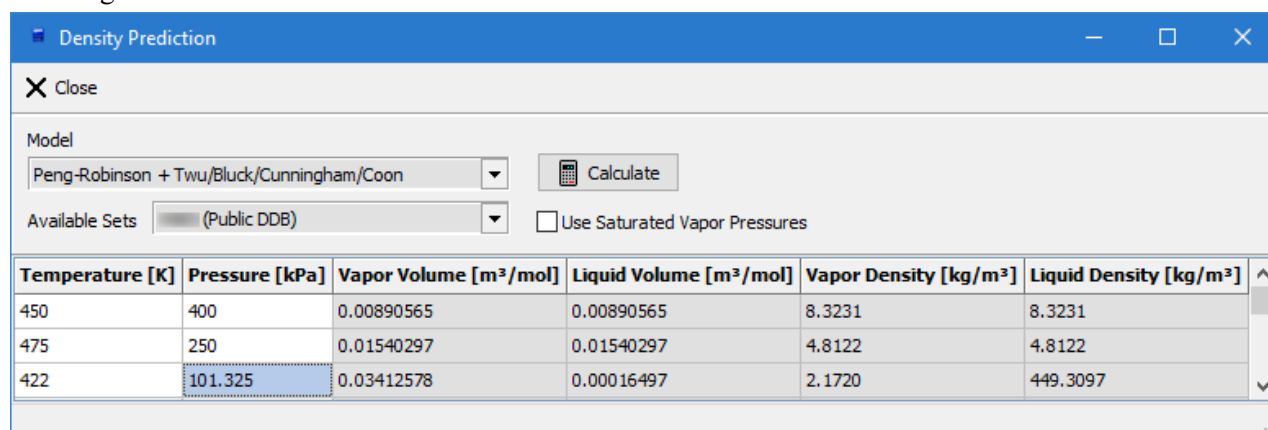 Density Prediction
Close
Model
Peng-Robinson + Twu/Bluck/Cunningham/Coon Calculate
Available Sets (Public DDB) Use Saturated Vapor Pressures
Temperature [K] Pressure [kPa] Vapor Volume [m³/mol] Liquid Volume [m³/mol] Vapor Density [kg/m³] Liquid Density [kg/m³]
450 400 0.00890565 0.00890565 8.3231 8.3231
475 250 0.01540297 0.01540297 4.8122 4.8122
422 101.325 0.03412578 0.00016497 2.1720 449.3097